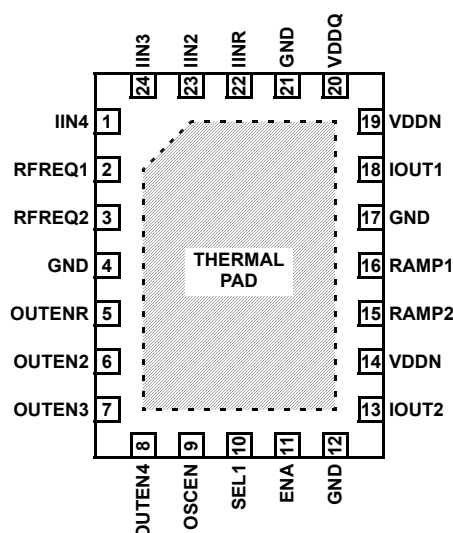 IIN3
IIN2
IINR
GND
VDDQ
24
23
22
21
20
IIN4 1
RFREQ1 2
RFREQ2 3
GND 4
OUTENR 5
OUTEN2 6
OUTEN3 7
19 VDDN
18 IOUT1
17 GND
16 RAMP1
15 RAMP2
14 VDDN
13 IOUT2
THERMAL
PAD
8
9
10
11
12
OUTEN4
OSCEN
SEL1
ENA
GND